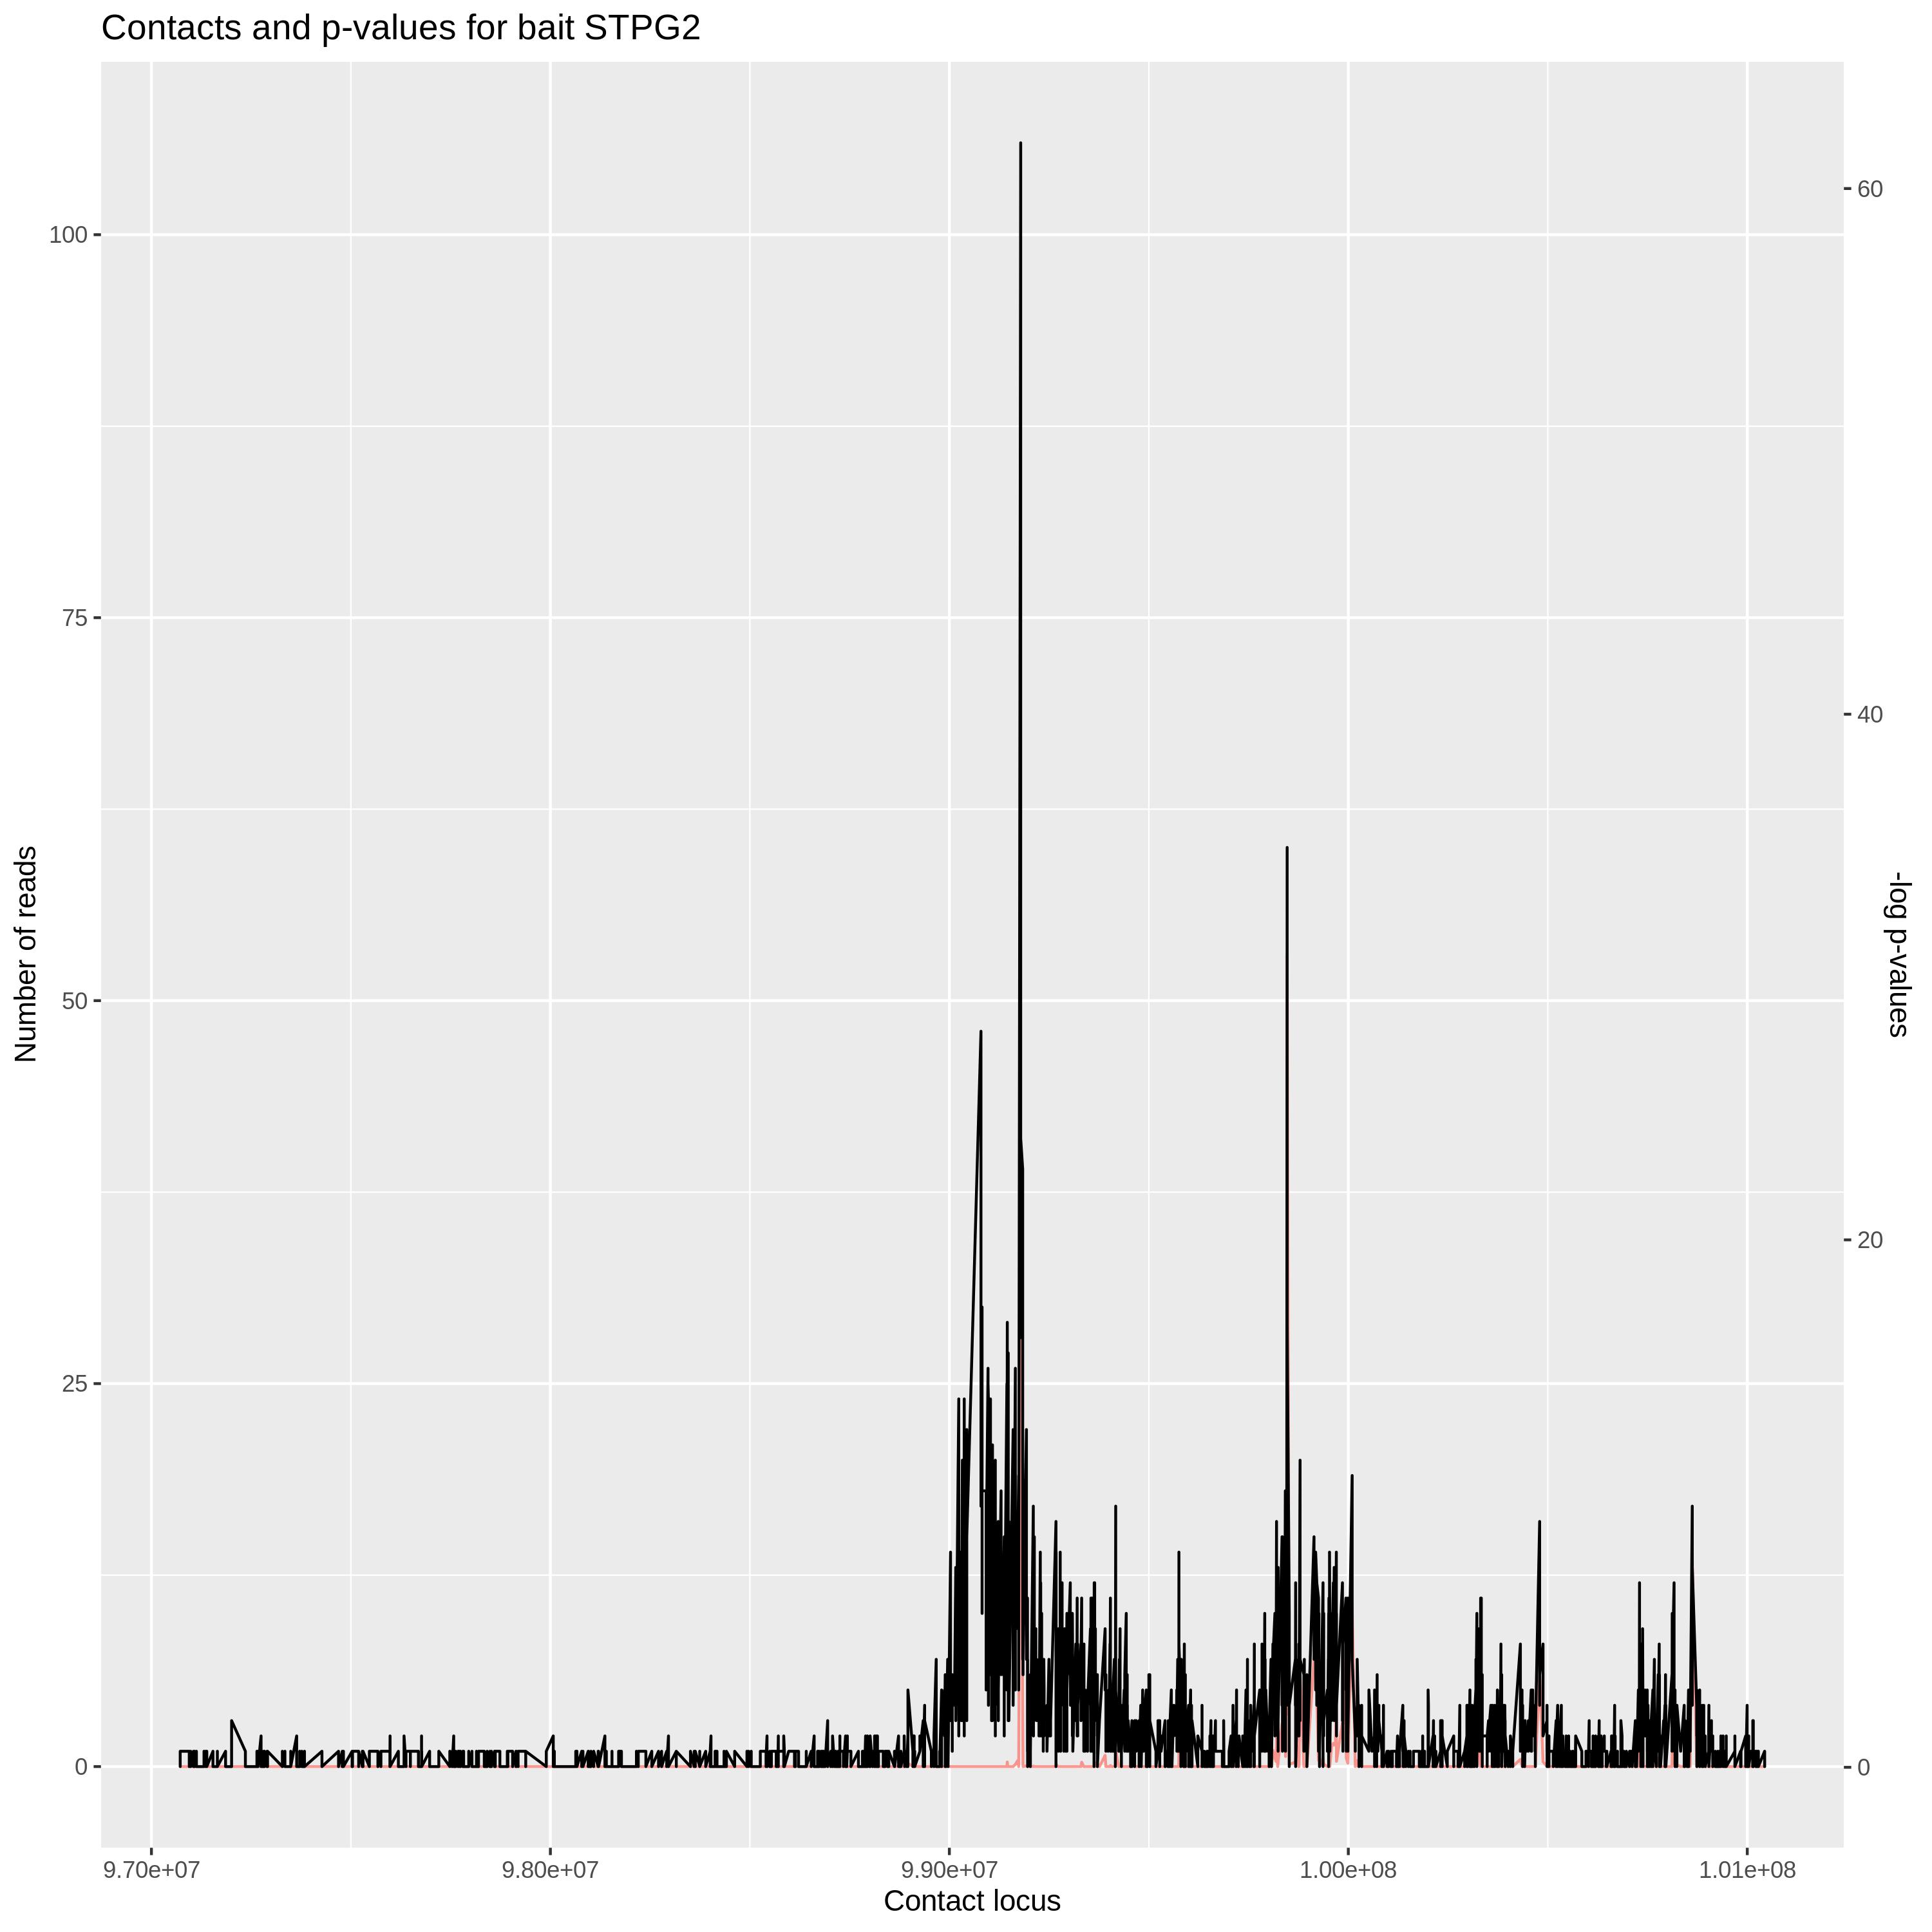 Contacts and p-values for bait STPG2
100
75
50
25
0
Number of reads
60
40
20
0
-log p-values
9.70e+07
9.80e+07
9.90e+07
1.00e+08
1.01e+08
Contact locus